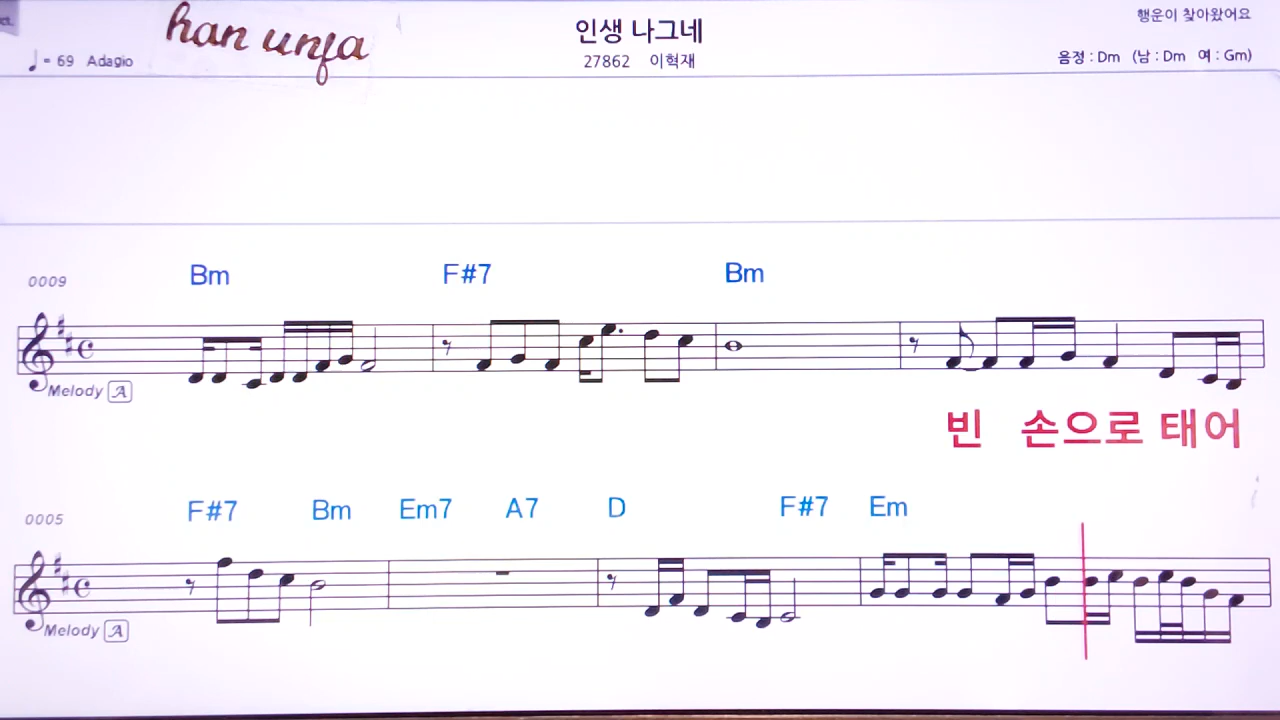 han unfa
인생 나그네
행운이 찾아왔어요
♩= 69 Adagio
27862 이혁재
음정 : Dm (남 : Dm 여 : Gm)
0009
Bm F#7 Bm
Melody A
빈 손으로 태어
0005
F#7 Bm Em7 A7 D F#7 Em
Melody A